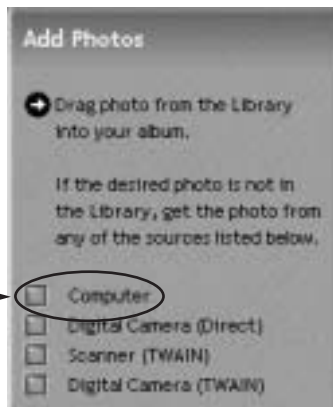 Add Photos
Drag photo from the Library
into your album.
If the desired photo is not in
the Library, get the photo from
any of the sources listed below.
Computer
Digital Camera (Direct)
Scanner (TWAIN)
Digital Camera (TWAIN)